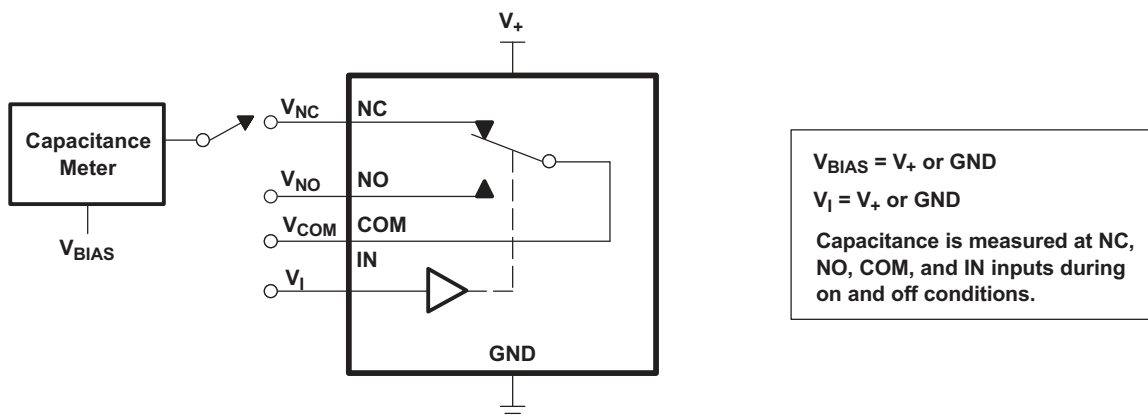 V+
Capacitance
Meter
VBIAS
VNC
NC
VNO
NO
VCOM
COM
IN
VI
GND
VBIAS = V+ or GND
VI = V+ or GND
Capacitance is measured at NC,
NO, COM, and IN inputs during
on and off conditions.